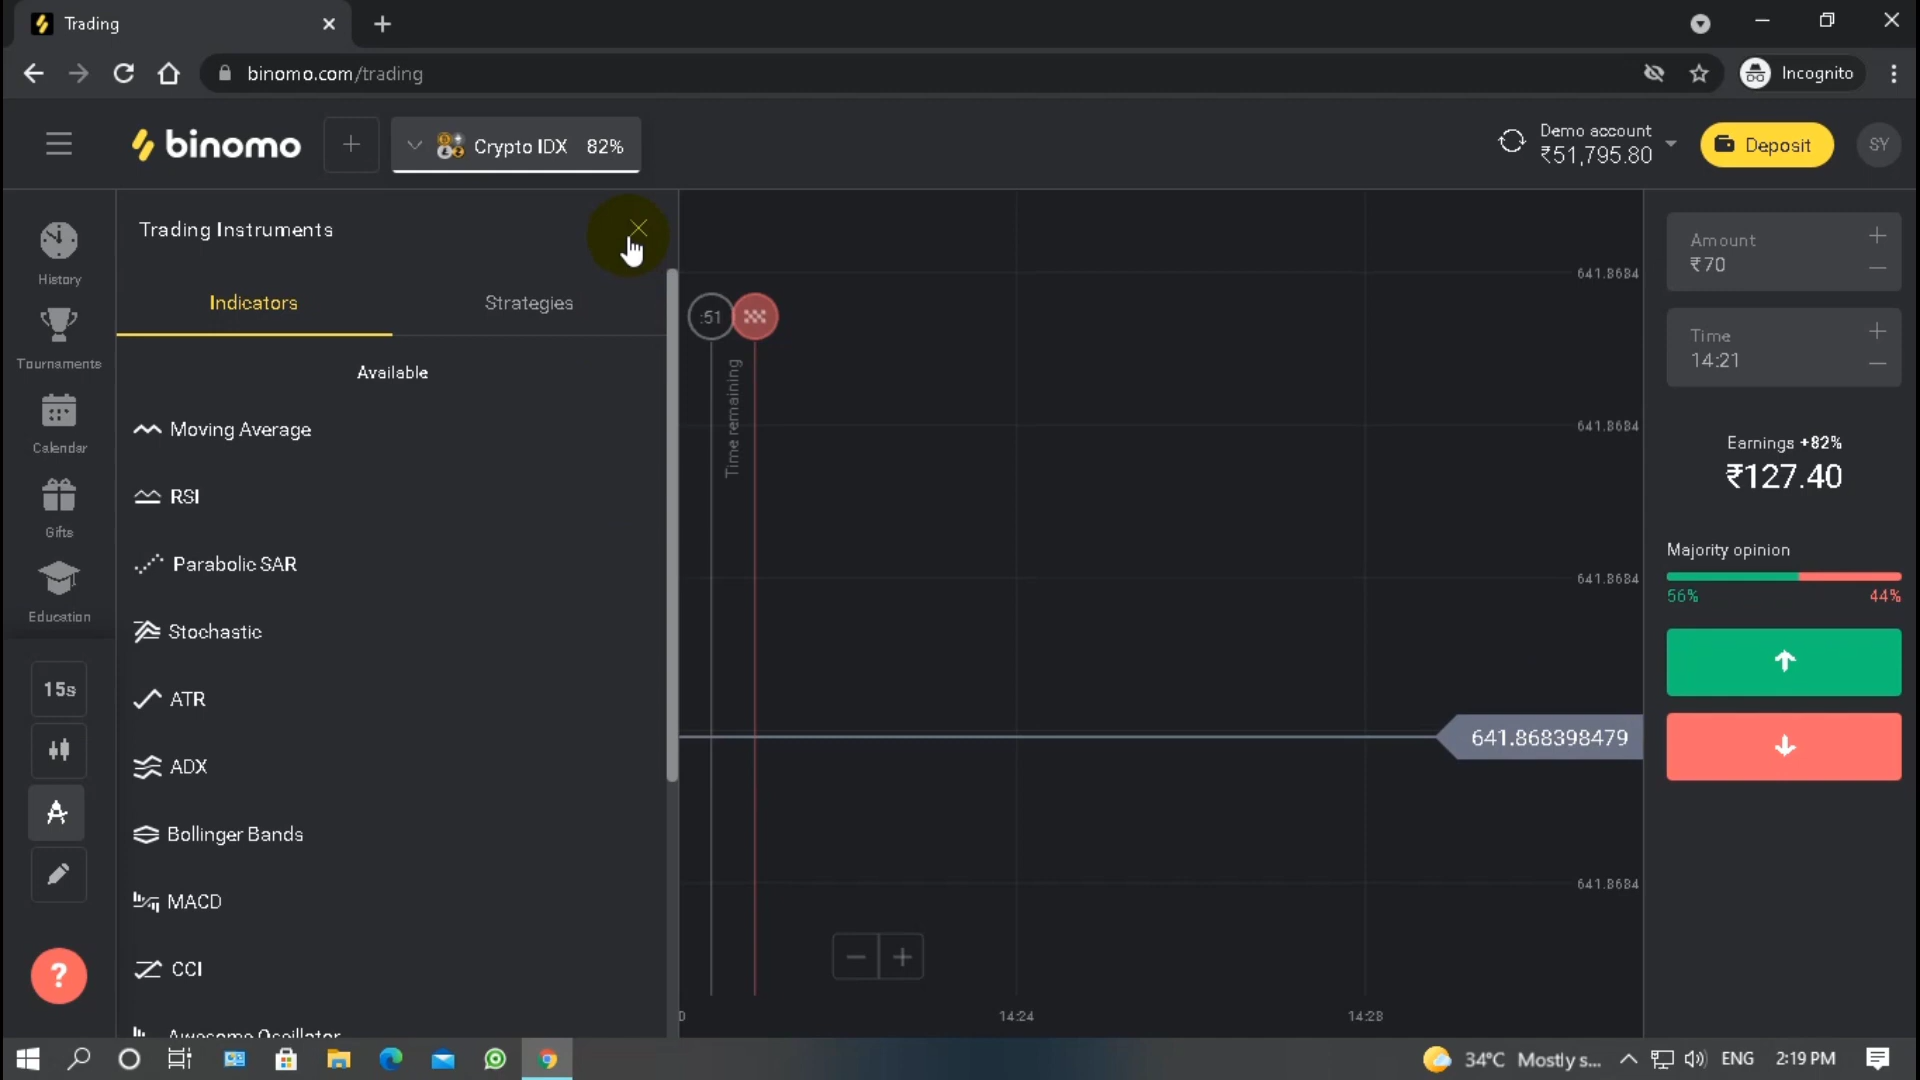 Trading
binomo.com/trading
Incognito
binomo
Crypto IDX 82%
Demo account
₹51,795.80
Deposit
SY
History
Tournaments
Calendar
Gifts
Education
15s
?
Trading Instruments
Indicators
Strategies
Available
Moving Average
RSI
Parabolic SAR
Stochastic
ATR
ADX
Bollinger Bands
MACD
CCI
Awesome Oscillator
:51
Time remaining
641.8684
641.8684
641.8684
641.868398479
641.8684
14:24
14:28
Amount
₹70
Time
14:21
Earnings +82%
₹127.40
Majority opinion
56%
44%
34°C Mostly s...
ENG
2:19 PM